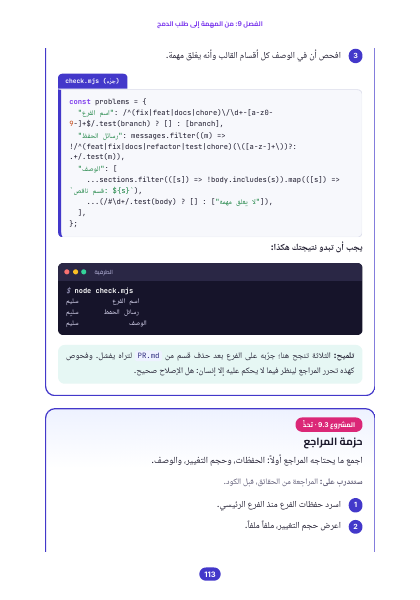 الفصل 9: من المهمة إلى طلب الدمج
3 افحص أن في الوصف كل أقسام القالب وأنه يغلق مهمة.
check.mjs (جزء)
const problems = {
"اسم الفرع": /^(fix|feat|docs|chore)\/\d+-[a-z0-
9-]+$/.test(branch) ? [] : [branch],
"رسائل الحفظ": messages.filter((m) =>
!/^(feat|fix|docs|refactor|test|chore)(\([a-z-]+\))?:
.+/.test(m)),
"الوصف": [
...sections.filter(([s]) => !body.includes(s)).map(([s]) =>
`قسم ناقص: ${s}`),
...(/#\d+/.test(body) ? [] : ["لا يغلق مهمة"]),
],
};
يجب أن تبدو نتيجتك هكذا:
الطرفية
$ node check.mjs
اسم الفرع سليم
رسائل الحفظ سليم
الوصف سليم
تلميح: الثلاثة تنجح هنا؛ جرّبه على الفرع بعد حذف قسم من PR.md لتراه يفشل. وفحوص
كهذه تحرر المراجع لينظر فيما لا يحكم عليه إلا إنسان: هل الإصلاح صحيح.
المشروع 9.3 · تحدٍّ
حزمة المراجع
اجمع ما يحتاجه المراجع أولاً: الحفظات، وحجم التغيير، والوصف.
ستتدرب على: المراجعة من الحقائق، قبل الكود.
1 اسرد حفظات الفرع منذ الفرع الرئيسي.
2 اعرض حجم التغيير، ملفاً ملفاً.
113